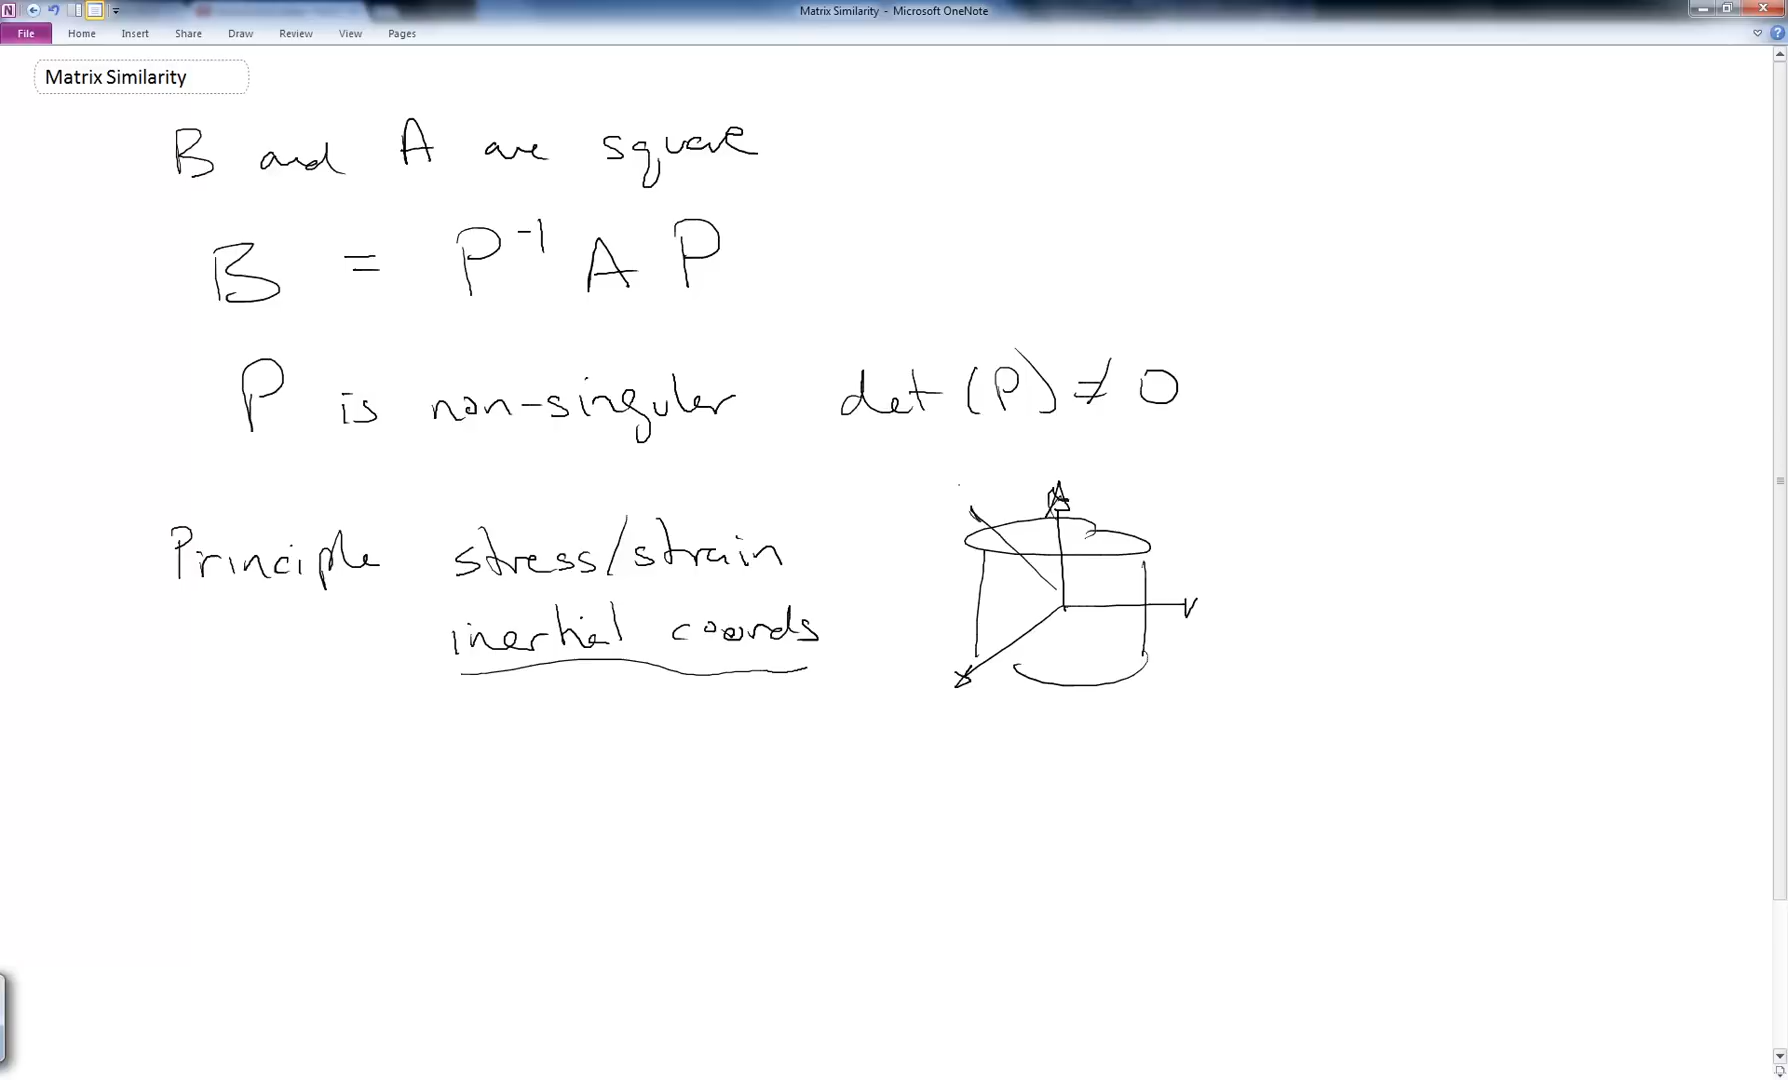 Matrix Similarity - Microsoft OneNote
File Home Insert Share Draw Review View Pages
Matrix Similarity
B and A are square
B = P⁻¹ A P
P is non-singuler det (P) ≠ 0
Principle stress/strain
inertial coords